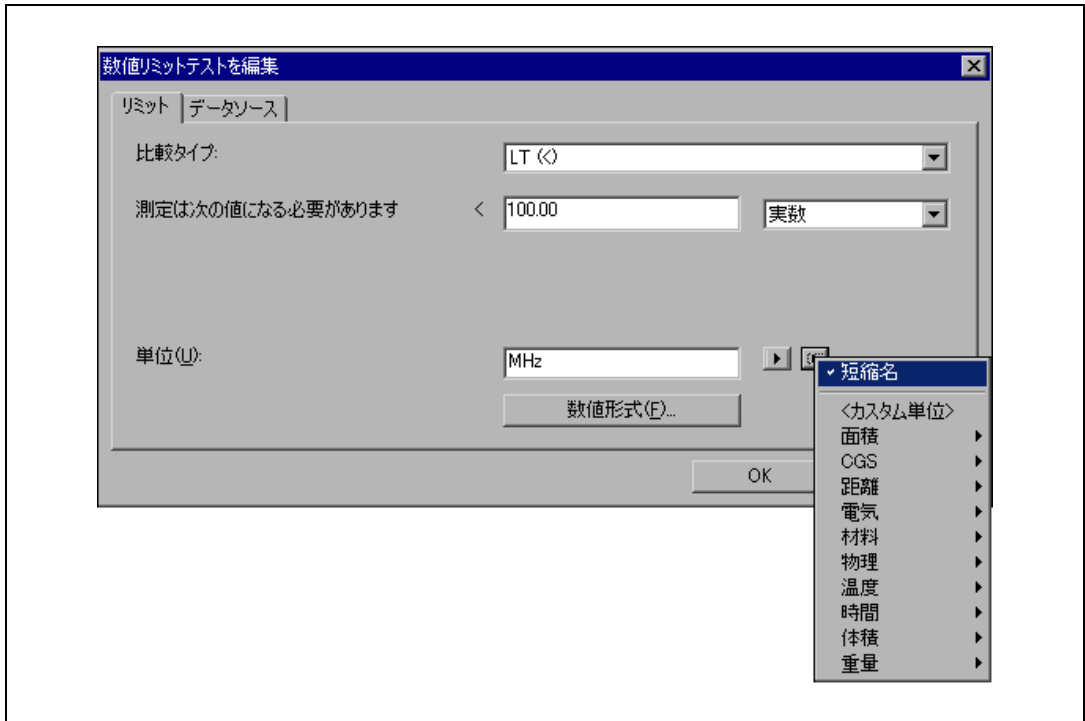 数値リミットテストを編集
リミット データソース
比較タイプ: LT (<)
測定は次の値になる必要があります < 100.00 実数
単位(U): MHz
数値形式(F)...
OK
短縮名
<カスタム単位>
面積
CGS
距離
電気
材料
物理
温度
時間
体積
重量